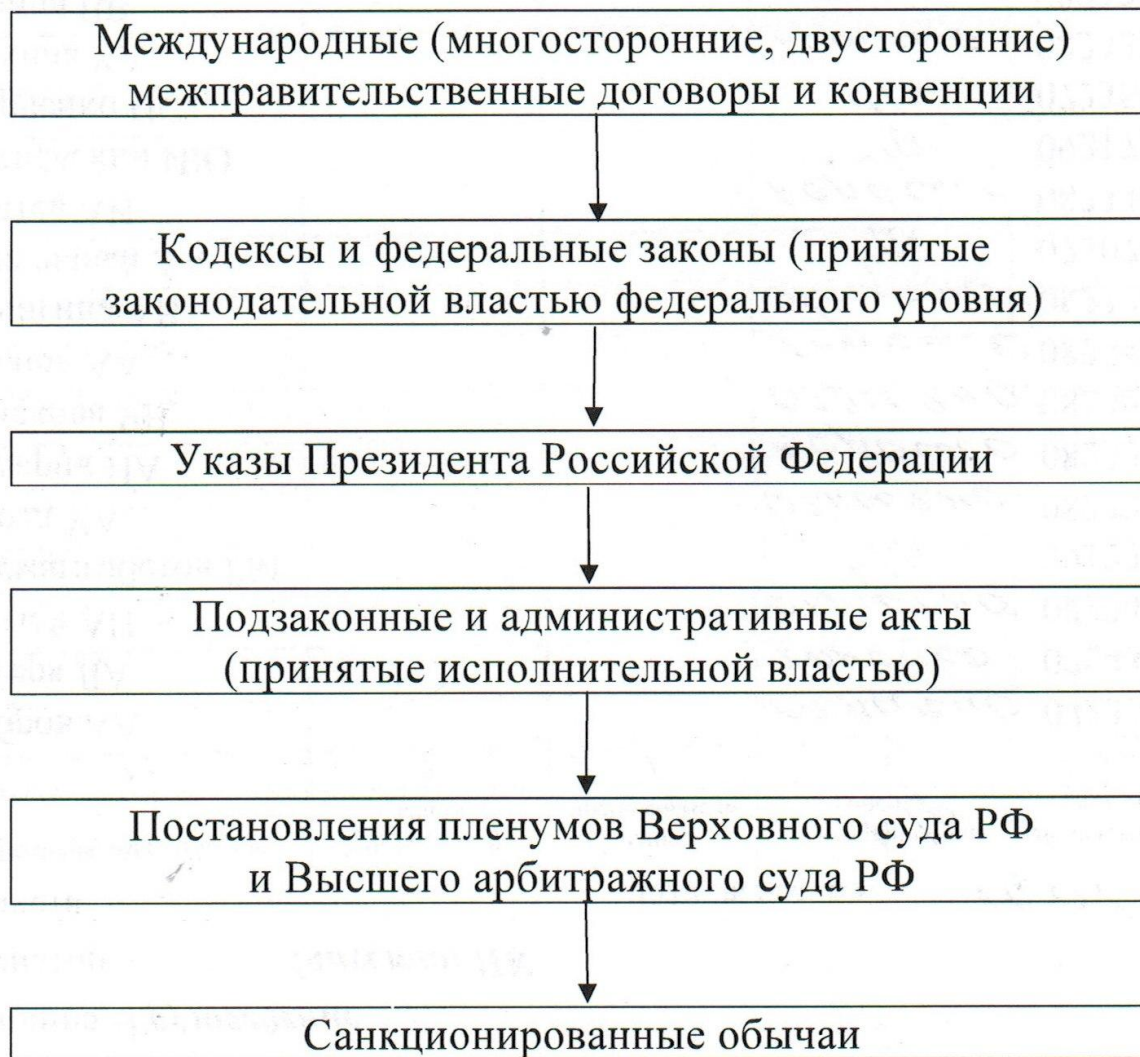 Международные (многосторонние, двусторонние)
межправительственные договоры и конвенции
Кодексы и федеральные законы (принятые
законодательной властью федерального уровня)
Указы Президента Российской Федерации
Подзаконные и административные акты
(принятые исполнительной властью)
Постановления пленумов Верховного суда РФ
и Высшего арбитражного суда РФ
Санкционированные обычаи